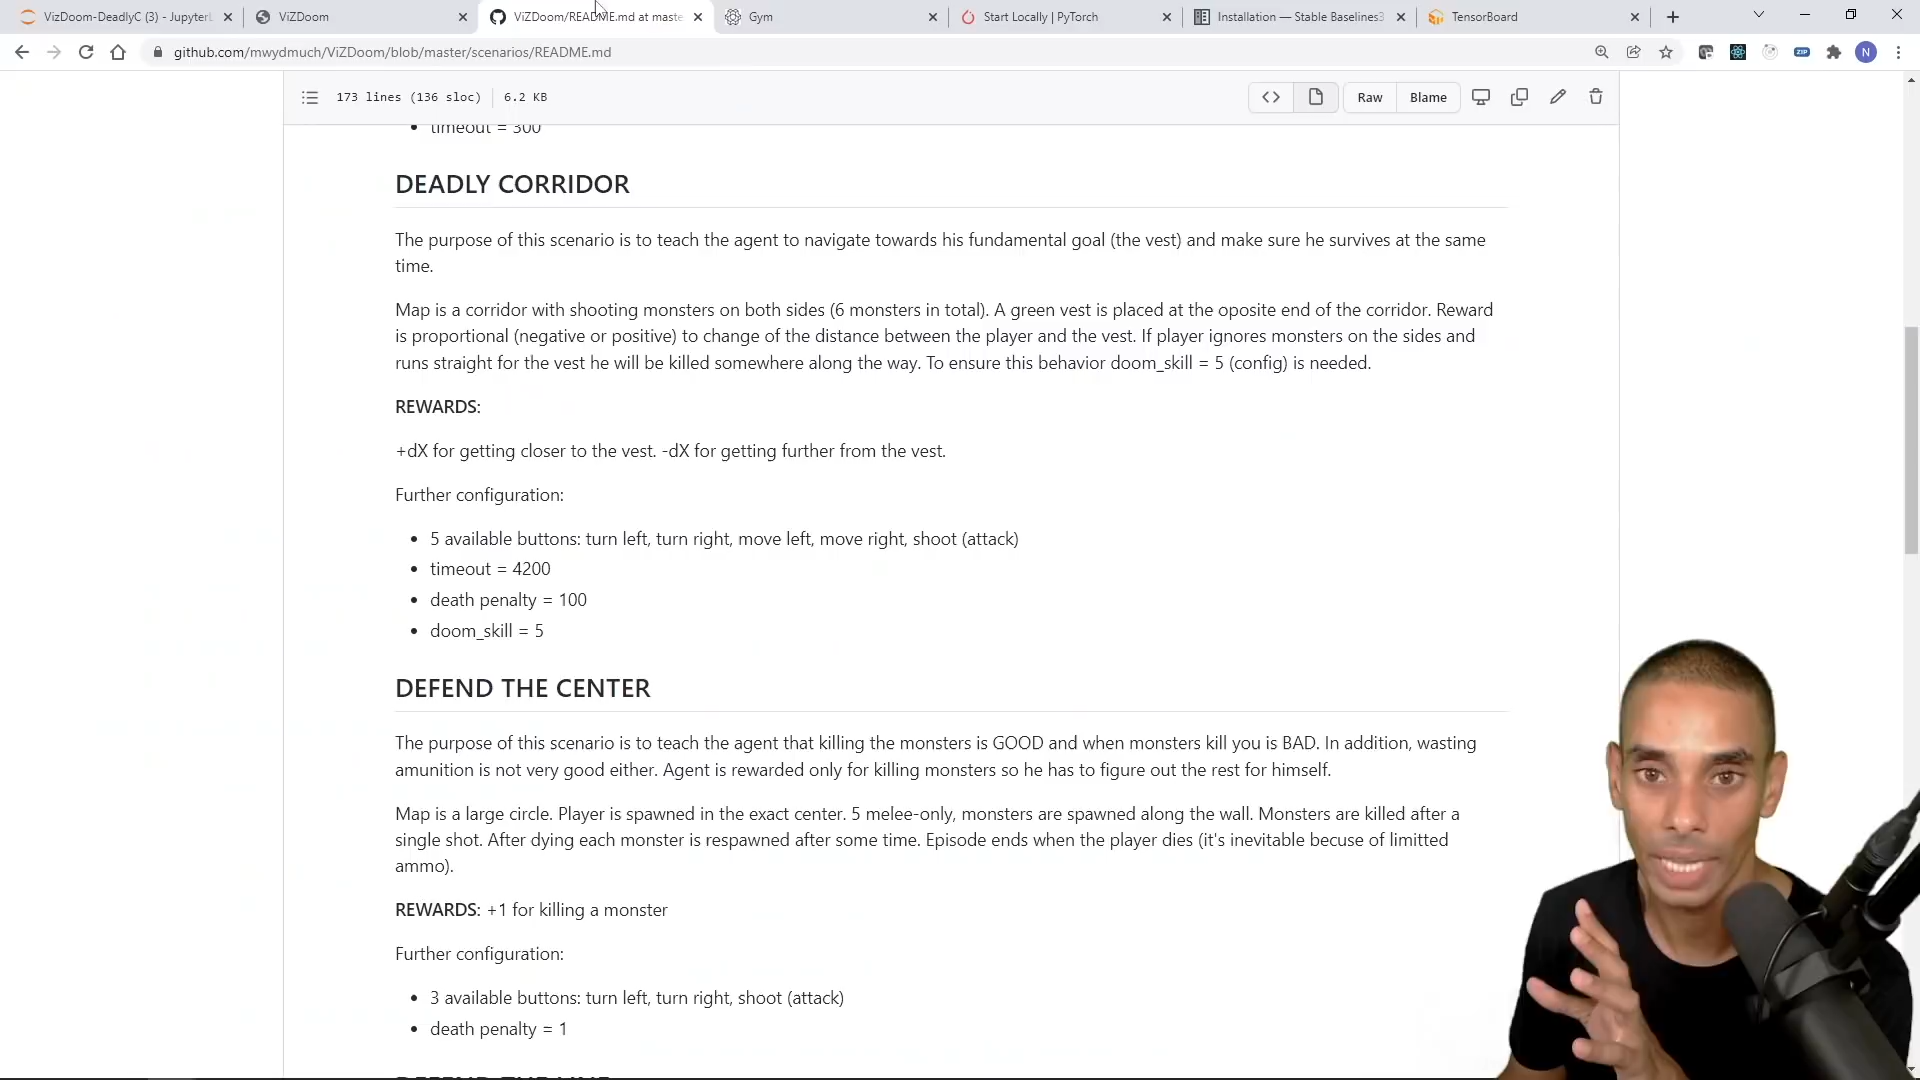 VizDoom-DeadlyC (3) - JupyterL
ViZDoom
ViZDoom/README.md at maste
Gym
Start Locally | PyTorch
Installation — Stable Baselines3
TensorBoard
github.com/mwydmuch/ViZDoom/blob/master/scenarios/README.md
ZIP
N
173 lines (136 sloc)
6.2 KB
Raw
Blame
timeout = 300
DEADLY CORRIDOR
The purpose of this scenario is to teach the agent to navigate towards his fundamental goal (the vest) and make sure he survives at the same
time.
Map is a corridor with shooting monsters on both sides (6 monsters in total). A green vest is placed at the oposite end of the corridor. Reward
is proportional (negative or positive) to change of the distance between the player and the vest. If player ignores monsters on the sides and
runs straight for the vest he will be killed somewhere along the way. To ensure this behavior doom_skill = 5 (config) is needed.
REWARDS:
+dX for getting closer to the vest. -dX for getting further from the vest.
Further configuration:
• 5 available buttons: turn left, turn right, move left, move right, shoot (attack)
• timeout = 4200
• death penalty = 100
• doom_skill = 5
DEFEND THE CENTER
The purpose of this scenario is to teach the agent that killing the monsters is GOOD and when monsters kill you is BAD. In addition, wasting
amunition is not very good either. Agent is rewarded only for killing monsters so he has to figure out the rest for himself.
Map is a large circle. Player is spawned in the exact center. 5 melee-only, monsters are spawned along the wall. Monsters are killed after a
single shot. After dying each monster is respawned after some time. Episode ends when the player dies (it's inevitable becuse of limitted
ammo).
REWARDS: +1 for killing a monster
Further configuration:
• 3 available buttons: turn left, turn right, shoot (attack)
• death penalty = 1